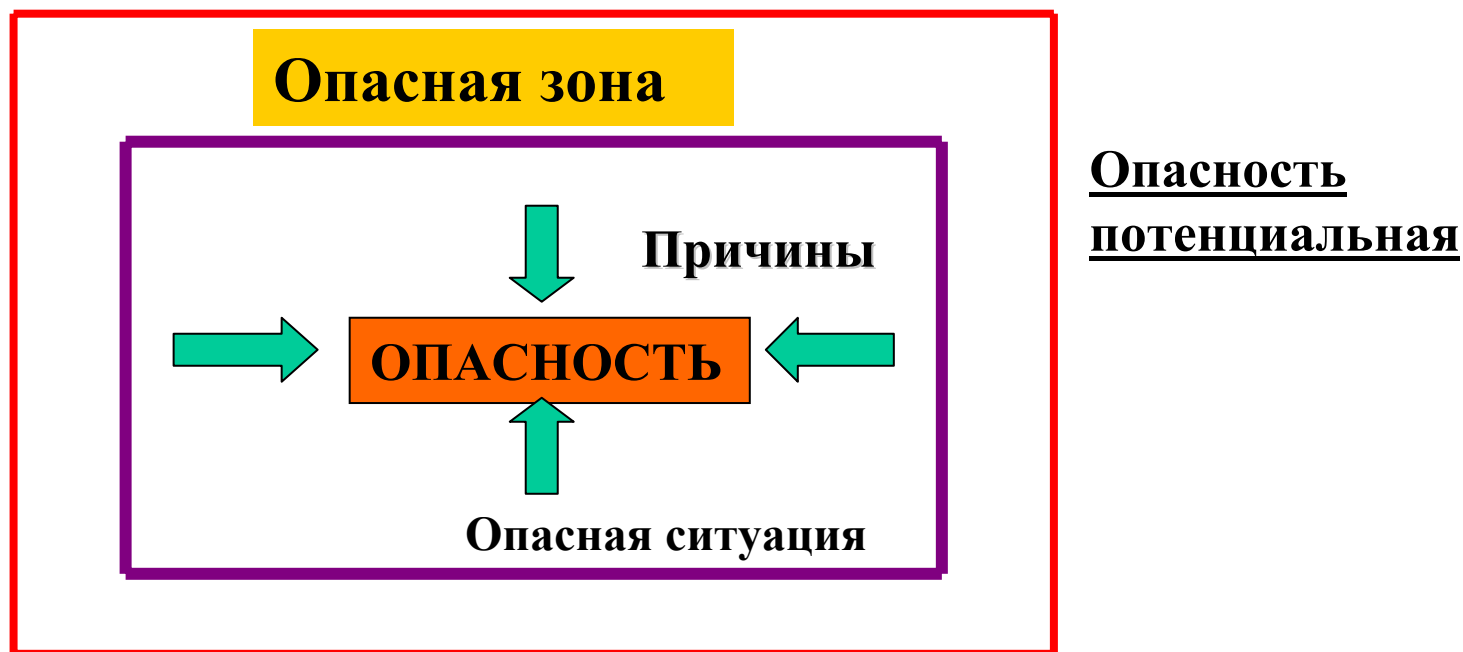 Опасная зона
Опасность
потенциальная
Причины
ОПАСНОСТЬ
Опасная ситуация